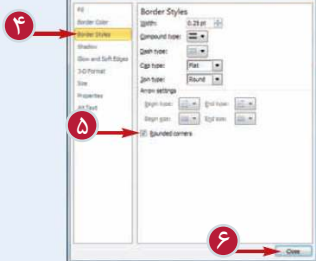 Fill
Border Color
Border Styles
Shadow
Glow and Soft Edges
3-D Format
Size
Properties
Alt Text
Border Styles
Width: 0.25 pt
Compound type:
Dash type:
Cap type: Flat
Join type: Round
Arrow settings
Begin type: End type:
Begin size: End size:
Rounded corners
Close
۴
۵
۶